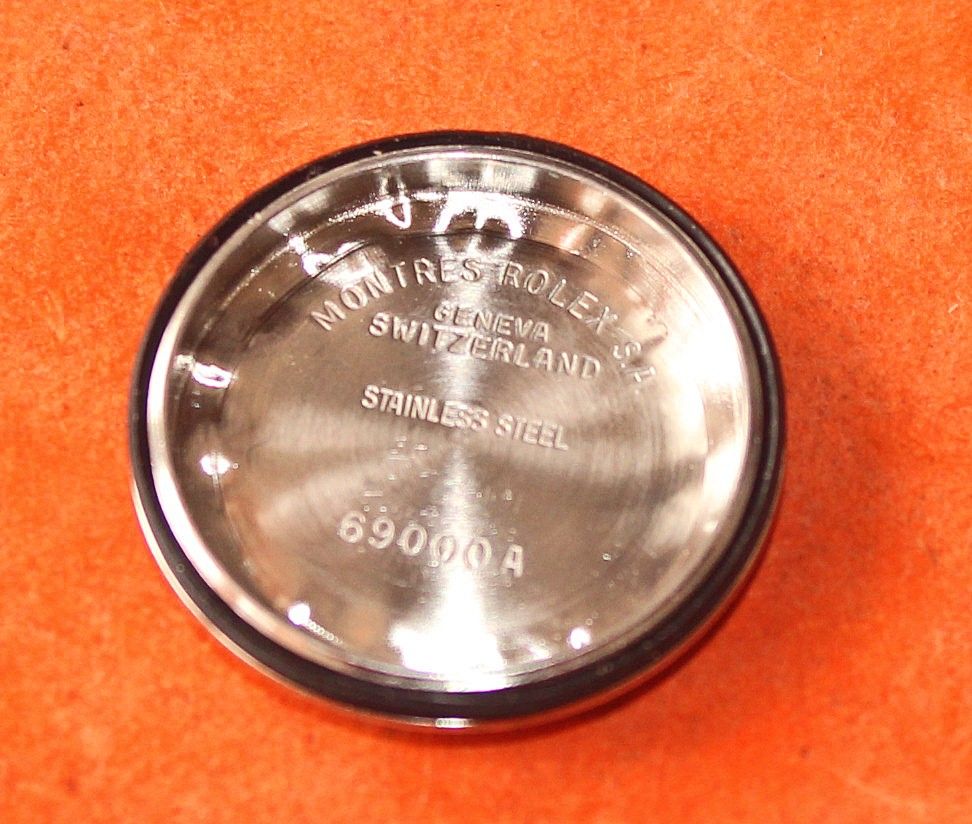 MONTRES ROLEX S.A
GENEVA
SWITZERLAND
STAINLESS STEEL
69000A